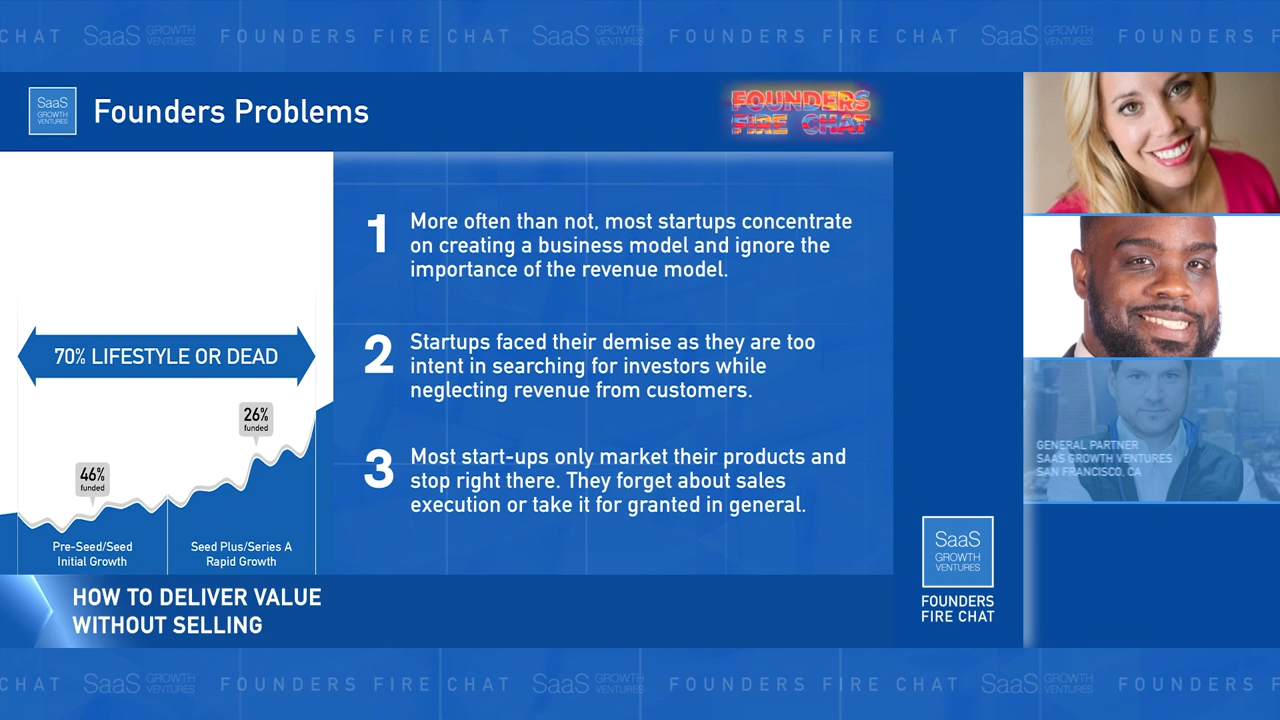 CHAT SaaS GROWTH VENTURES FOUNDERS FIRE CHAT SaaS GROWTH VENTURES FOUNDERS FIRE CHAT SaaS GROWTH VENTURES FOUNDERS F
SaaS
GROWTH
VENTURES
Founders Problems
FOUNDERS
FIRE CHAT
70% LIFESTYLE OR DEAD
46%
funded
26%
funded
Pre-Seed/Seed
Initial Growth
Seed Plus/Series A
Rapid Growth
1
More often than not, most startups concentrate
on creating a business model and ignore the
importance of the revenue model.
2
Startups faced their demise as they are too
intent in searching for investors while
neglecting revenue from customers.
3
Most start-ups only market their products and
stop right there. They forget about sales
execution or take it for granted in general.
GENERAL PARTNER
SAAS GROWTH VENTURES
SAN FRANCISCO, CA
SaaS
GROWTH
VENTURES
FOUNDERS
FIRE CHAT
HOW TO DELIVER VALUE
WITHOUT SELLING
CHAT SaaS GROWTH VENTURES FOUNDERS FIRE CHAT SaaS GROWTH VENTURES FOUNDERS FIRE CHAT SaaS GROWTH VENTURES FOUNDERS F